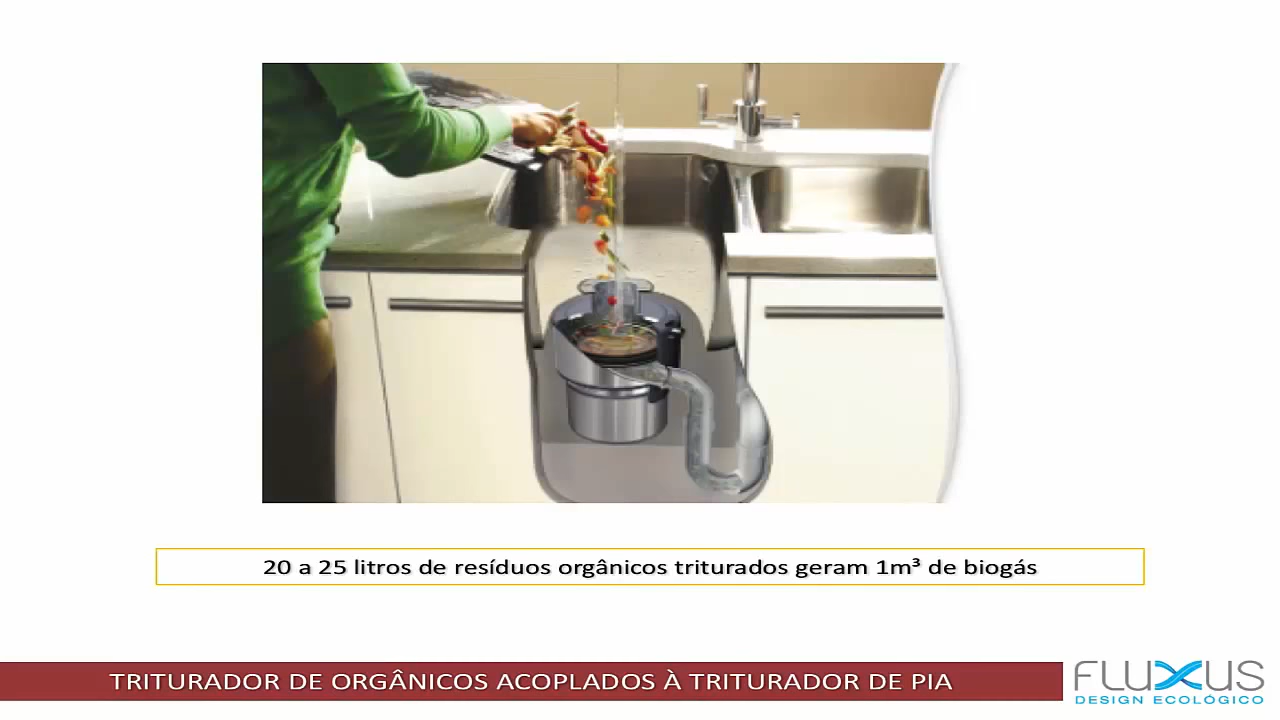 20 a 25 litros de resíduos orgânicos triturados geram 1m³ de biogás
TRITURADOR DE ORGÂNICOS ACOPLADOS À TRITURADOR DE PIA
FLUXUS
DESIGN ECOLÓGICO